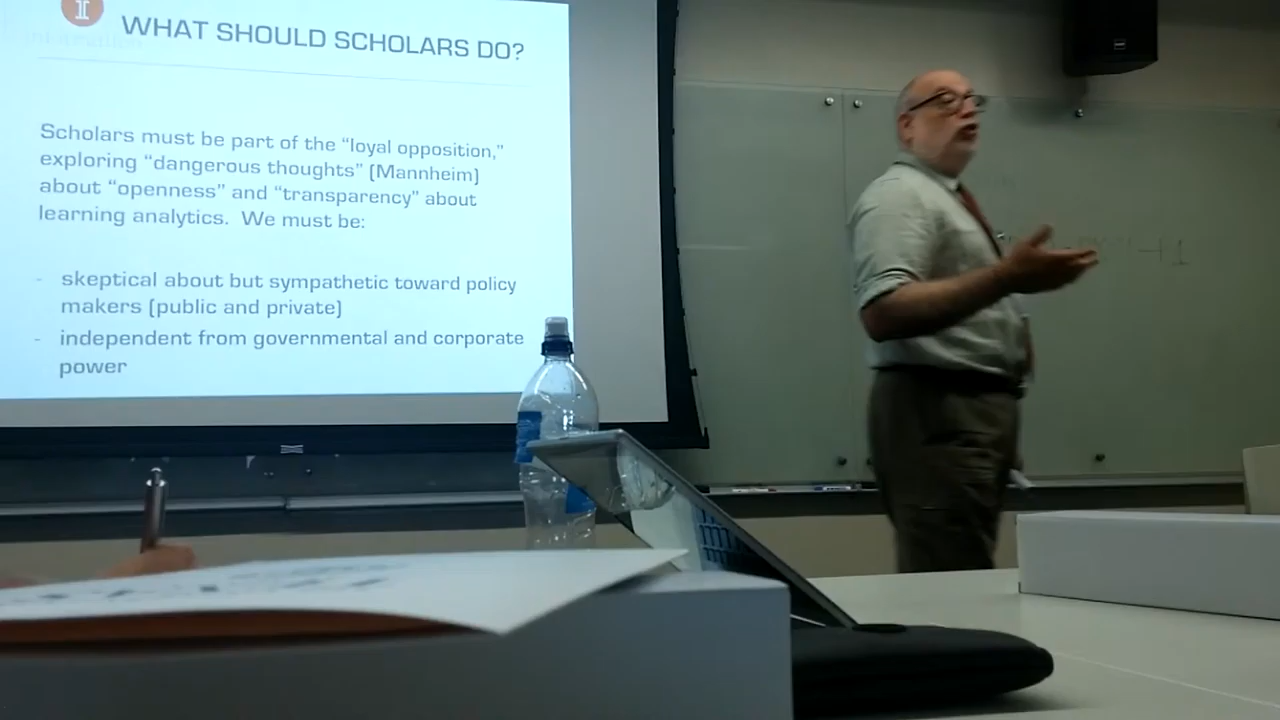 I
WHAT SHOULD SCHOLARS DO?
Scholars must be part of the “loyal opposition,”
exploring “dangerous thoughts” [Mannheim]
about “openness” and “transparency” about
learning analytics. We must be:
- skeptical about but sympathetic toward policy
makers [public and private]
- independent from governmental and corporate
power